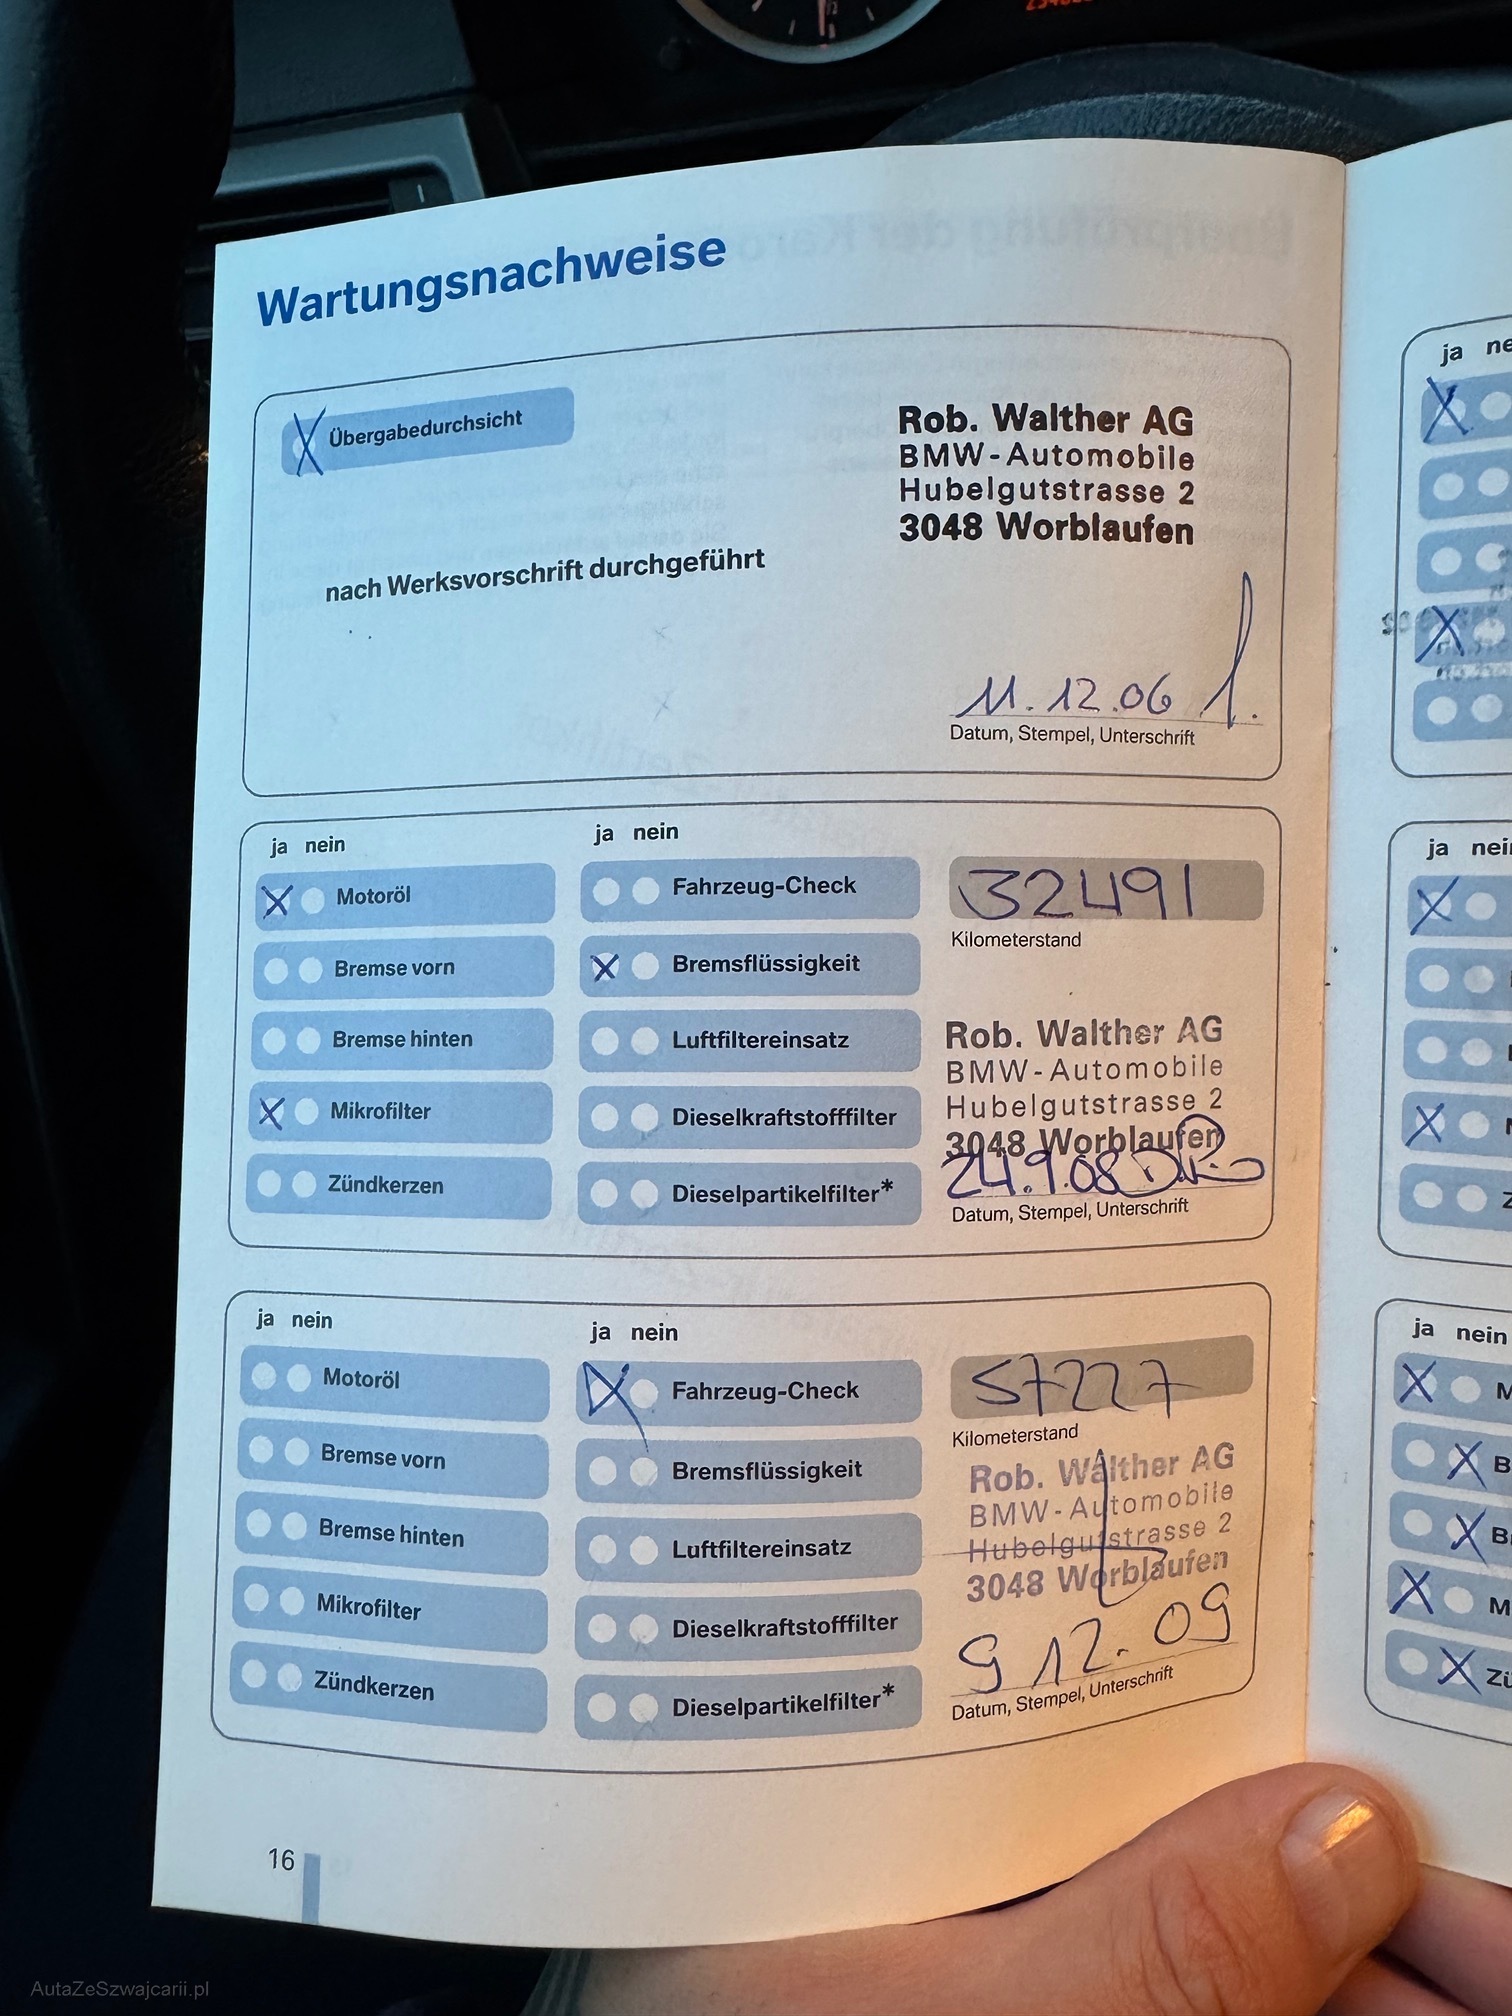 Wartungsnachweise
Übergabedurchsicht
Rob. Walther AG
BMW-Automobile
Hubelgutstrasse 2
3048 Worblaufen
nach Werksvorschrift durchgeführt
11.12.06
Datum, Stempel, Unterschrift
ja nein
Motoröl
Bremse vorn
Bremse hinten
Mikrofilter
Zündkerzen
ja nein
Fahrzeug-Check
Bremsflüssigkeit
Luftfiltereinsatz
Dieselkraftstofffilter
Dieselpartikelfilter*
32491
Kilometerstand
Rob. Walther AG
BMW-Automobile
Hubelgutstrasse 2
3048 Worblaufen
24.9.08
Datum, Stempel, Unterschrift
ja nein
Motoröl
Bremse vorn
Bremse hinten
Mikrofilter
Zündkerzen
ja nein
Fahrzeug-Check
Bremsflüssigkeit
Luftfiltereinsatz
Dieselkraftstofffilter
Dieselpartikelfilter*
57227
Kilometerstand
Rob. Walther AG
BMW-Automobile
Hubelgutstrasse 2
3048 Worblaufen
9 12. 09
Datum, Stempel, Unterschrift
16
ja
ja
ja nein
AutaZeSzwajcarii.pl